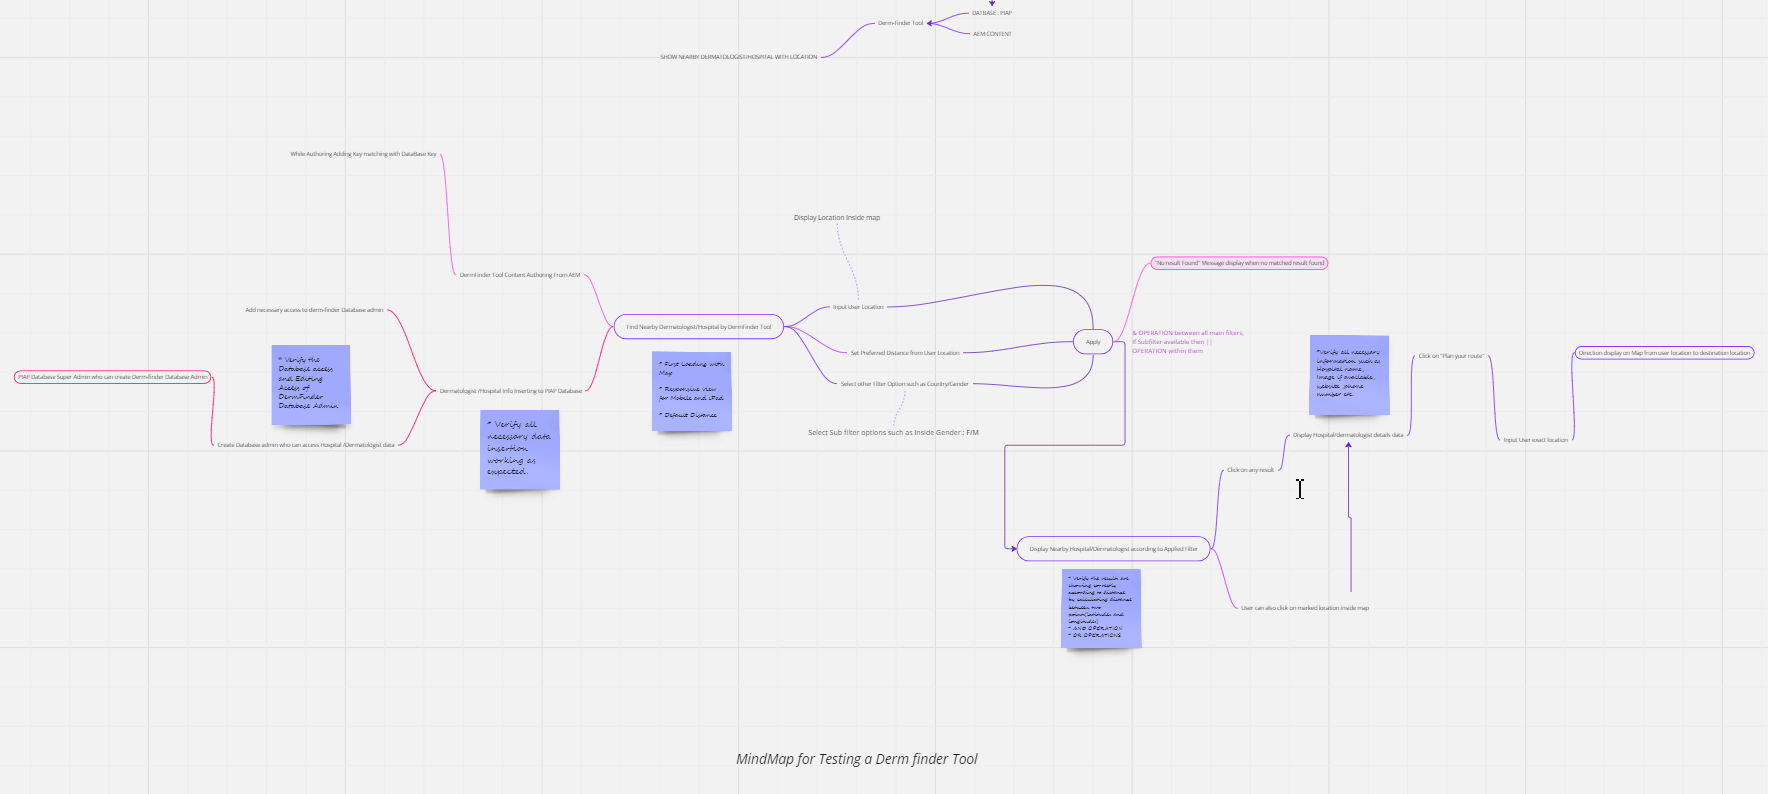 DATBASE : PIAP
Derm-Finder Tool
AEM CONTENT
SHOW NEARBY DERMATOLOGIST/HOSPITAL WITH LOCATION
While Authoring Adding Key matching with DataBase Key
Display Location Inside map
DermFinder Tool Content Authoring From AEM
"No result Found" Message display when no matched result found
Add necessary access to derm-finder Database admin
Input User Location
Find Nearby Dermatologist/Hospital by DermFinder Tool
& OPERATION between all main filters,
If Subfilter available then ||
OPERATION within them
Apply
Set Preferred Distance from User Location
Select other Filter Option such as Country/Gender
Select Sub filter options such as Inside Gender : F/M
* Verify the
Database access
and Editing
Access of
DermFinder
Database Admin
PIAP Database Super Admin who can create Derm-finder Database Admin
Dermatologist /Hospital Info Inserting to PIAP Database
Create Database admin who can access Hospital /Dermatologist data
* Verify all
necessary data
insertion
working as
expected.
* First Loading with
Map
* Responsive view
for Mobile and iPad
* Default Distance
*Verify all necessary
information such as
Hospital name,
Image if available,
website ,phone
number etc.
Click on "Plan your route"
Direction display on Map from user location to destination location
Display Hospital/dermatologist details data
Input User exact location
Click on any result
Display Nearby Hospital/Dermatologist according to Applied Filter
* Verify the results are
showing correctly
according to distance
by calculating distance
between two
points(latitudes and
longitudes)
* AND OPERATION
* OR OPERATIONS
User can also click on marked location inside map
MindMap for Testing a Derm finder Tool